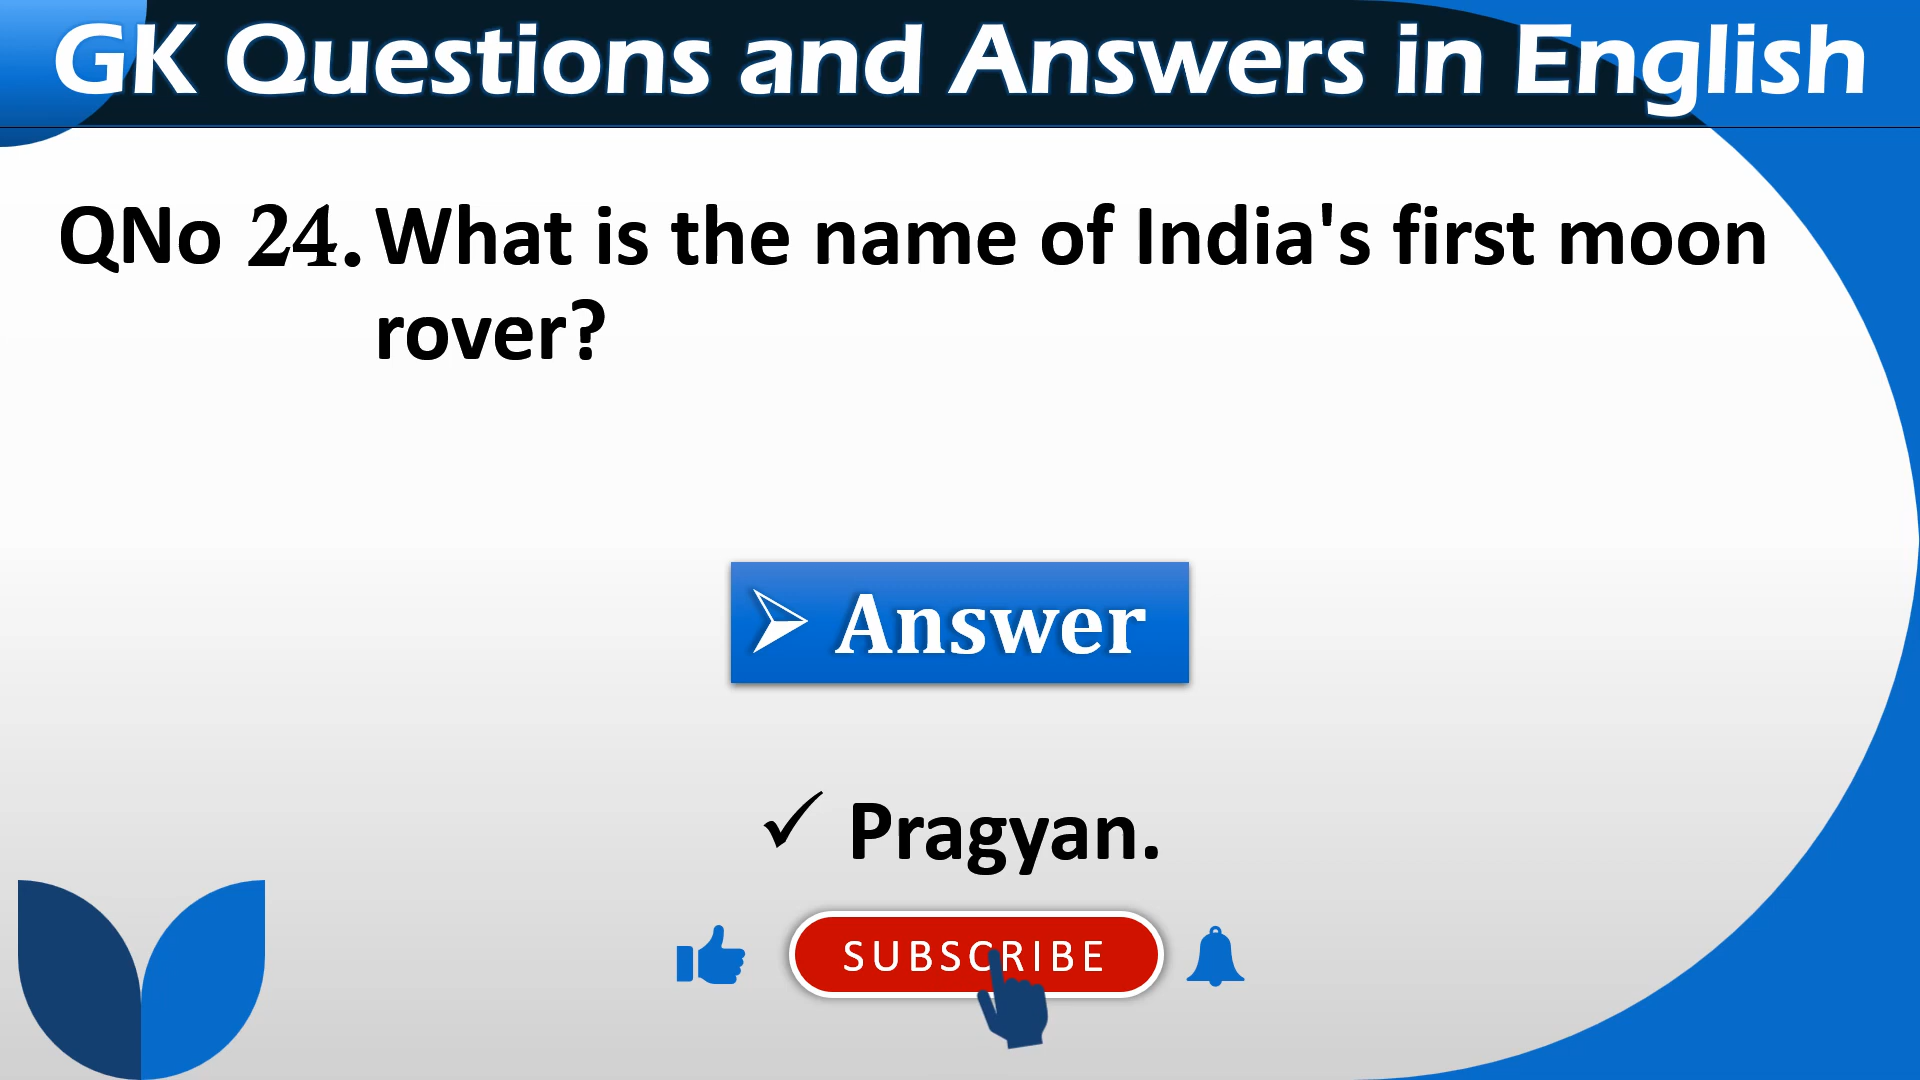 GK Questions and Answers in English
QNo 24. What is the name of India's first moon
rover?
Answer
Pragyan.
SUBSCRIBE